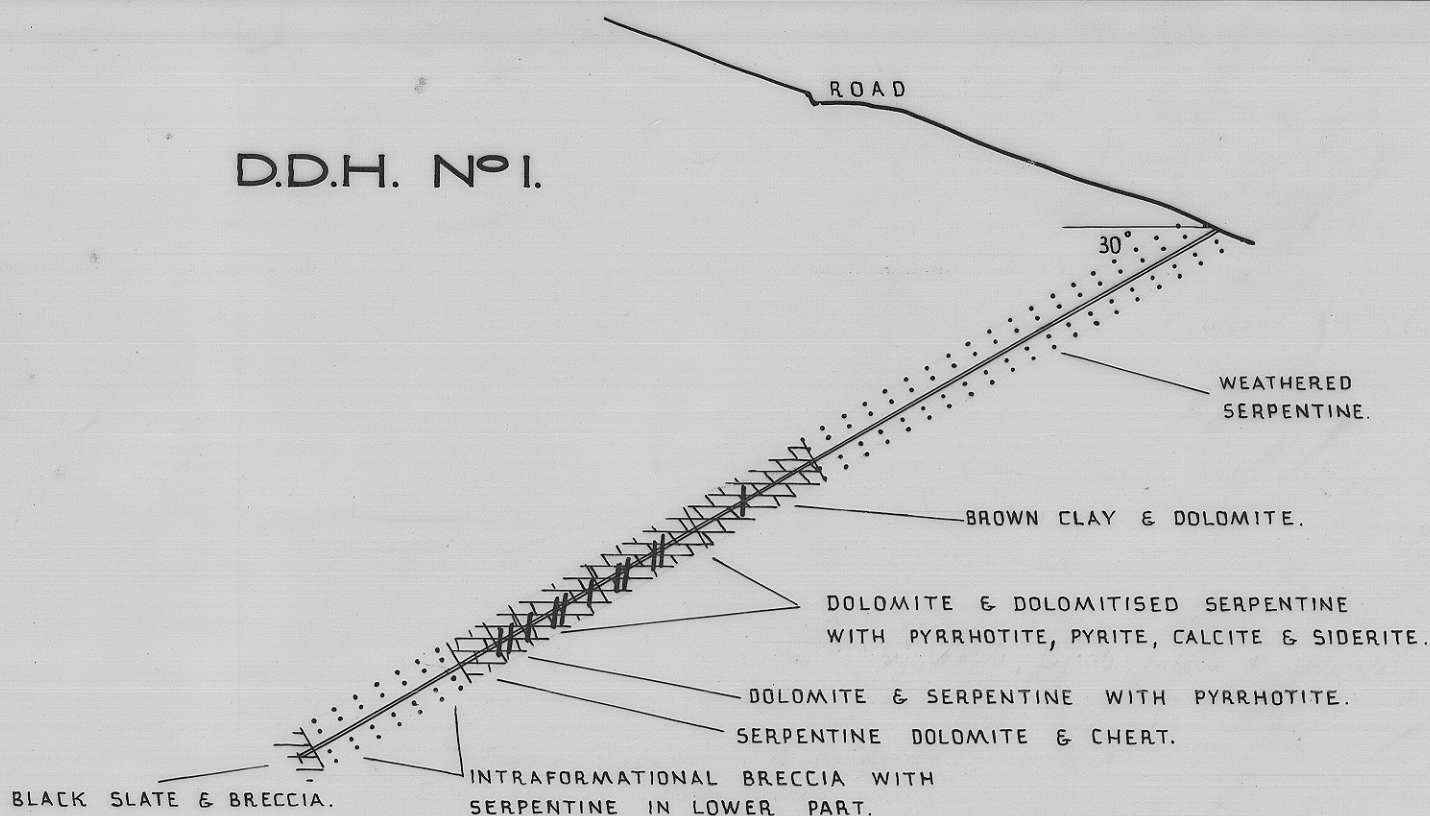 ROAD
D.D.H. Nº 1.
30°
WEATHERED
SERPENTINE.
BROWN CLAY & DOLOMITE.
DOLOMITE & DOLOMITISED SERPENTINE
WITH PYRRHOTITE, PYRITE, CALCITE & SIDERITE.
DOLOMITE & SERPENTINE WITH PYRRHOTITE.
SERPENTINE DOLOMITE & CHERT.
INTRAFORMATIONAL BRECCIA WITH
SERPENTINE IN LOWER PART.
BLACK SLATE & BRECCIA.